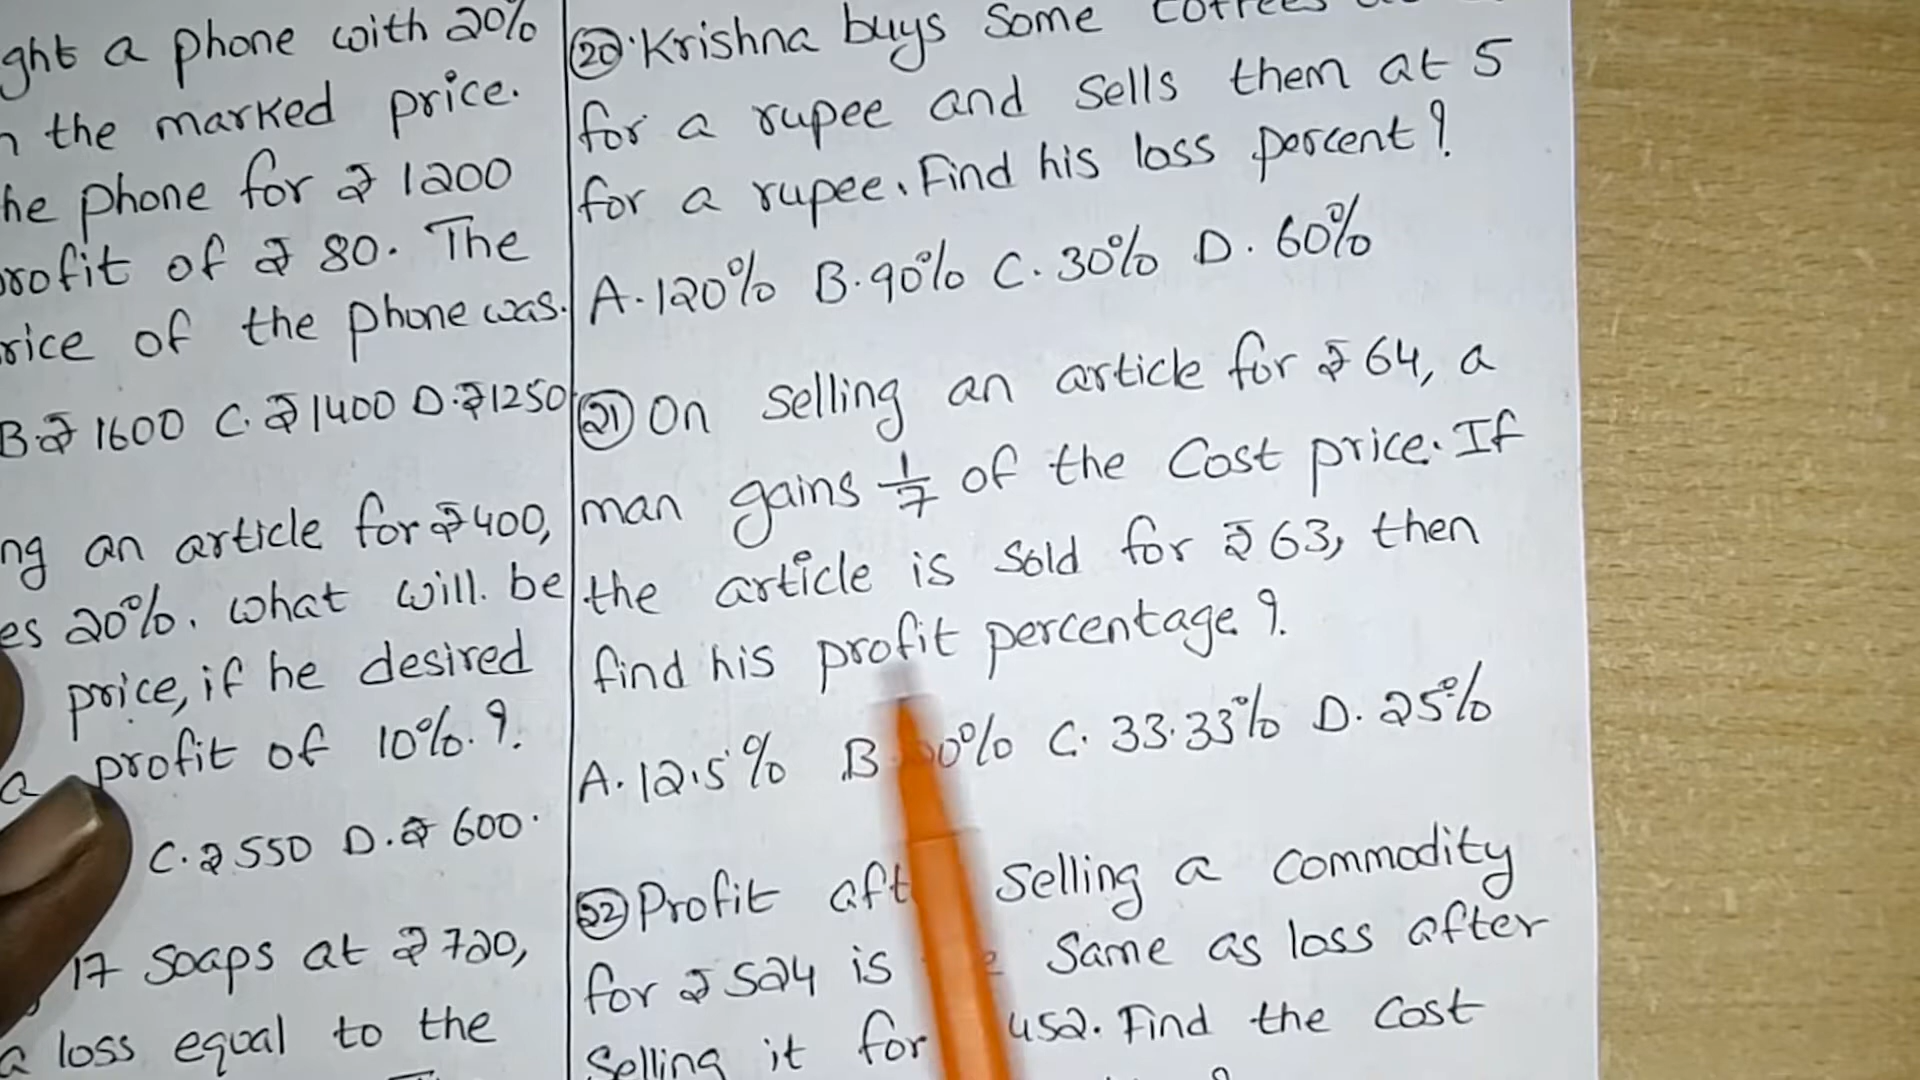 a phone with 20%
the marked price.
phone for ₹ 1200
of ₹ 80. The
of the phone was.
B.₹ 1600 C.₹ 1400 D.₹1250
an article for ₹400,
20%. what will be
price, if he desired
a profit of 10%.?
C.₹ 550 D.₹ 600.
17 soaps at ₹ 720,
a loss equal to the
20. Krishna buys some
for a rupee and sells them at 5
for a rupee. Find his loss percent?
A.120% B.90% C.30% D.60%
21 On selling an article for ₹ 64, a
man gains 1/7 of the cost price. If
the article is sold for ₹ 63, then
find his profit percentage?.
A.12.5% B. C. 33.33% D. 25%
22 Profit selling a commodity
for ₹ 524 is same as loss after
selling it for 452. Find the cost